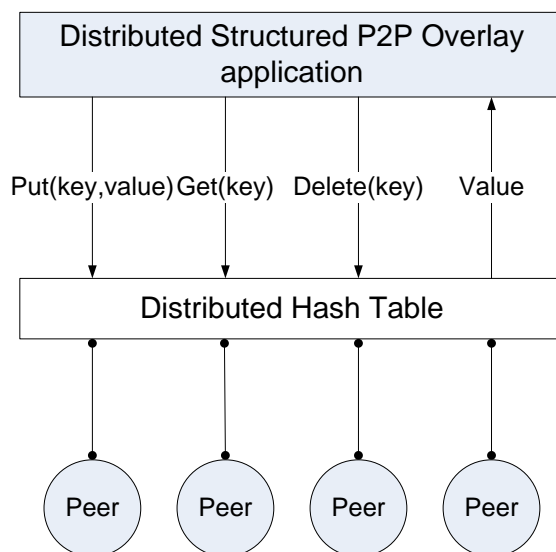 Distributed Structured P2P Overlay
application
Put(key,value) Get(key) Delete(key) Value
Distributed Hash Table
Peer Peer Peer Peer